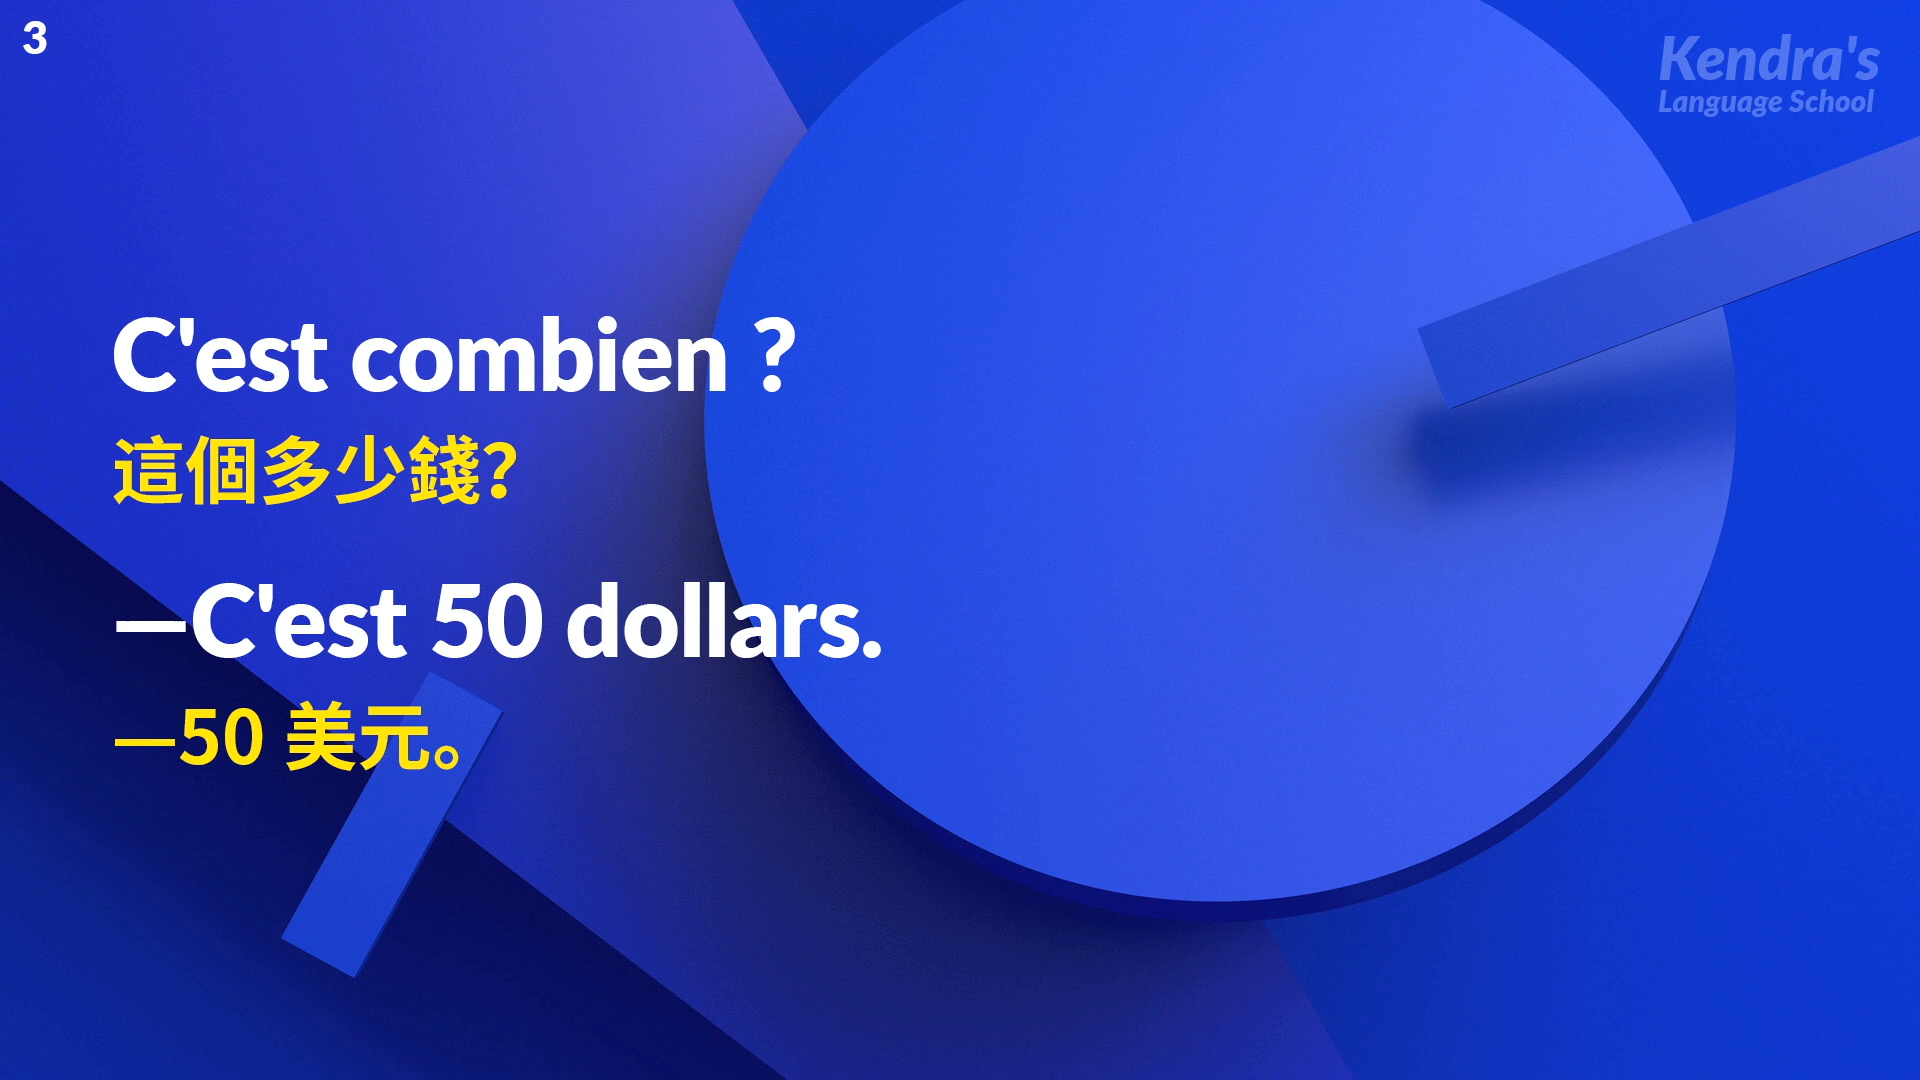 3
Kendra's
Language School
C'est combien ?
這個多少錢?
—C'est 50 dollars.
—50 美元。